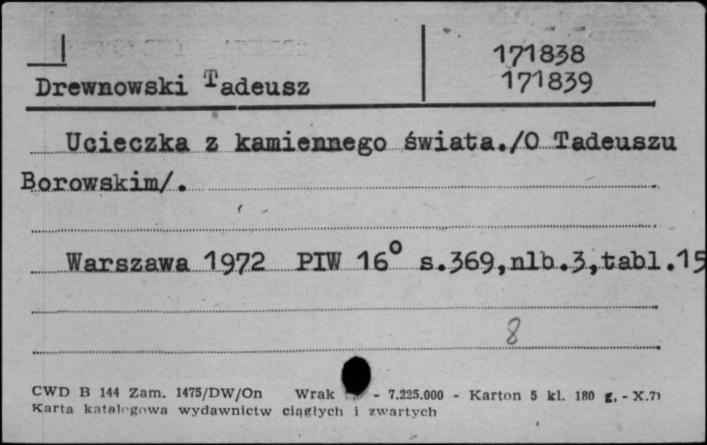 171838
Drewnowski Tadeusz 171839
Ucieczka z kamiennego świata./O Tadeuszu
Borowskim/.
Warszawa 1972 PIW 16° s.369,nlb.3,tabl.15
8
CWD B 144 Zam. 1475/DW/On Wrak - 7.225.000 - Karton 5 kl. 180 g, - X.71
Karta katalogowa wydawnictw ciągłych i zwartych